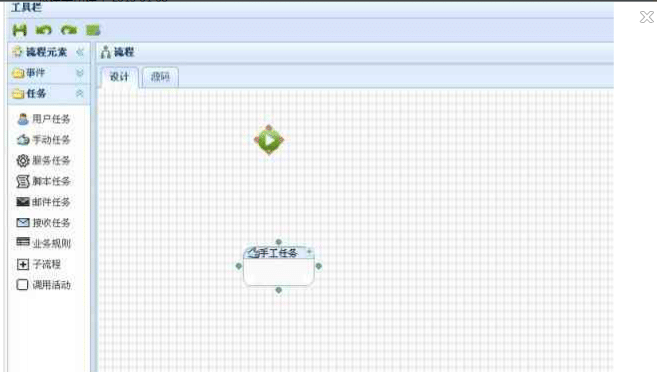 工具栏
流程元素
流程
事件
设计
源码
任务
用户任务
手动任务
服务任务
脚本任务
邮件任务
接收任务
业务规则
子流程
调用活动
手工任务